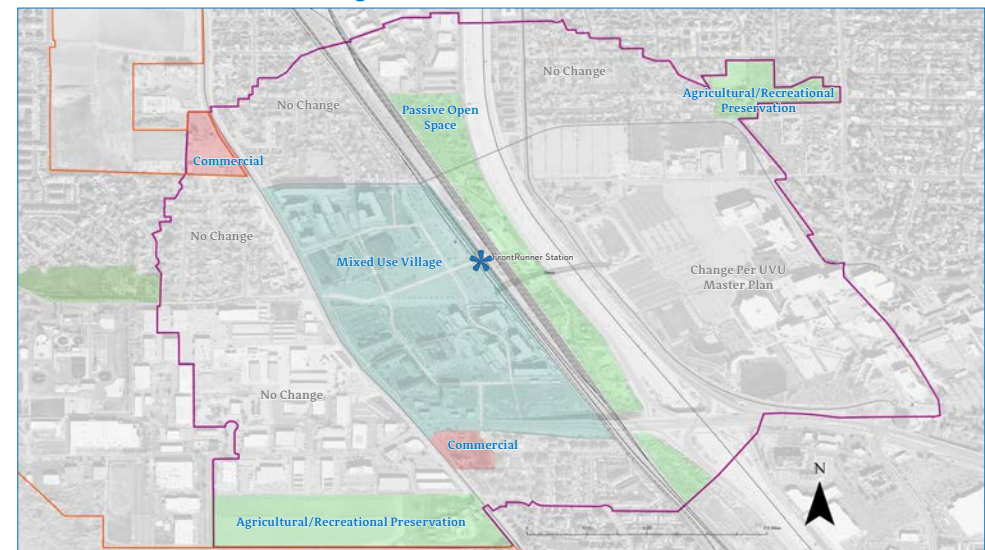 No Change
No Change
Passive Open
Space
Agricultural/Recreational
Preservation
Commercial
No Change
Mixed Use Village
FrontRunner Station
Change Per UVU
Master Plan
No Change
Commercial
N
Agricultural/Recreational Preservation